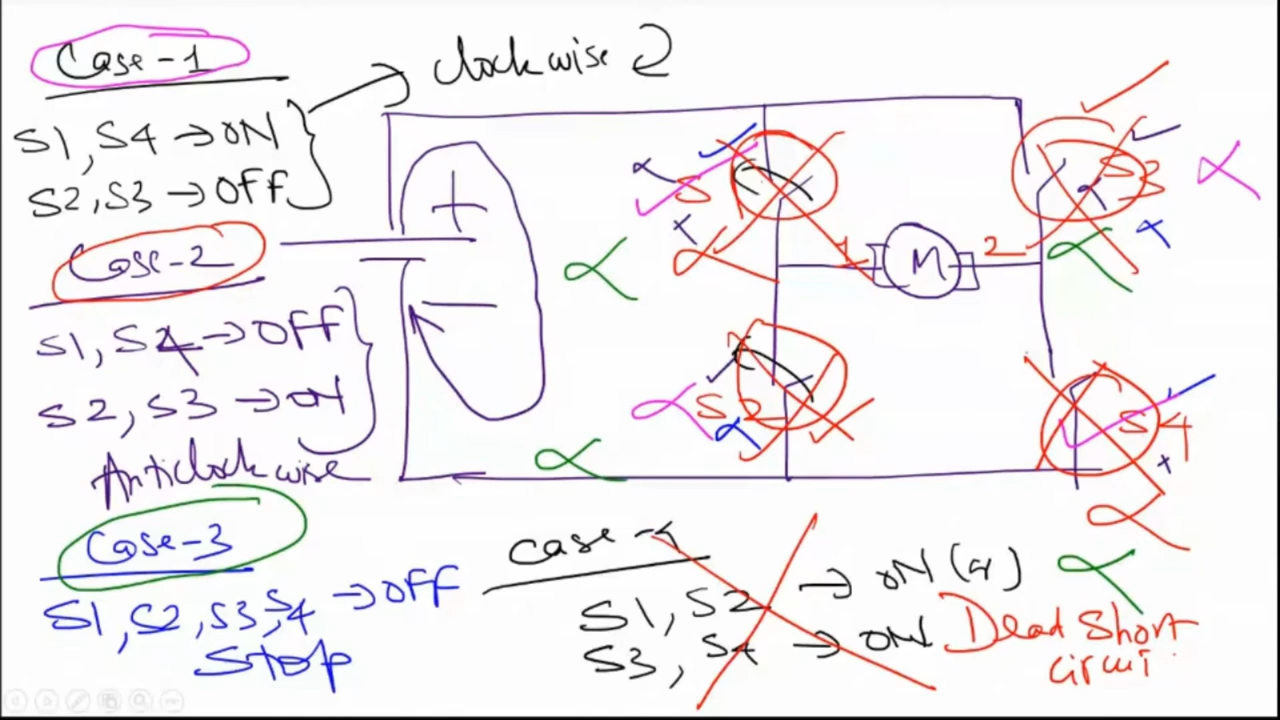 Case-1
clockwise
S1, S4 → ON
S2, S3 → OFF
Case-2
S1, S4 → OFF
S2, S3 → ON
Anticlockwise
Case-3
S1, S2, S3, S4 → OFF
Stop
+
−
S
S3
1
M
2
S2
S4
Case-4
S1, S2 → ON (or)
S3, S4 → ON
Dead Short
circui